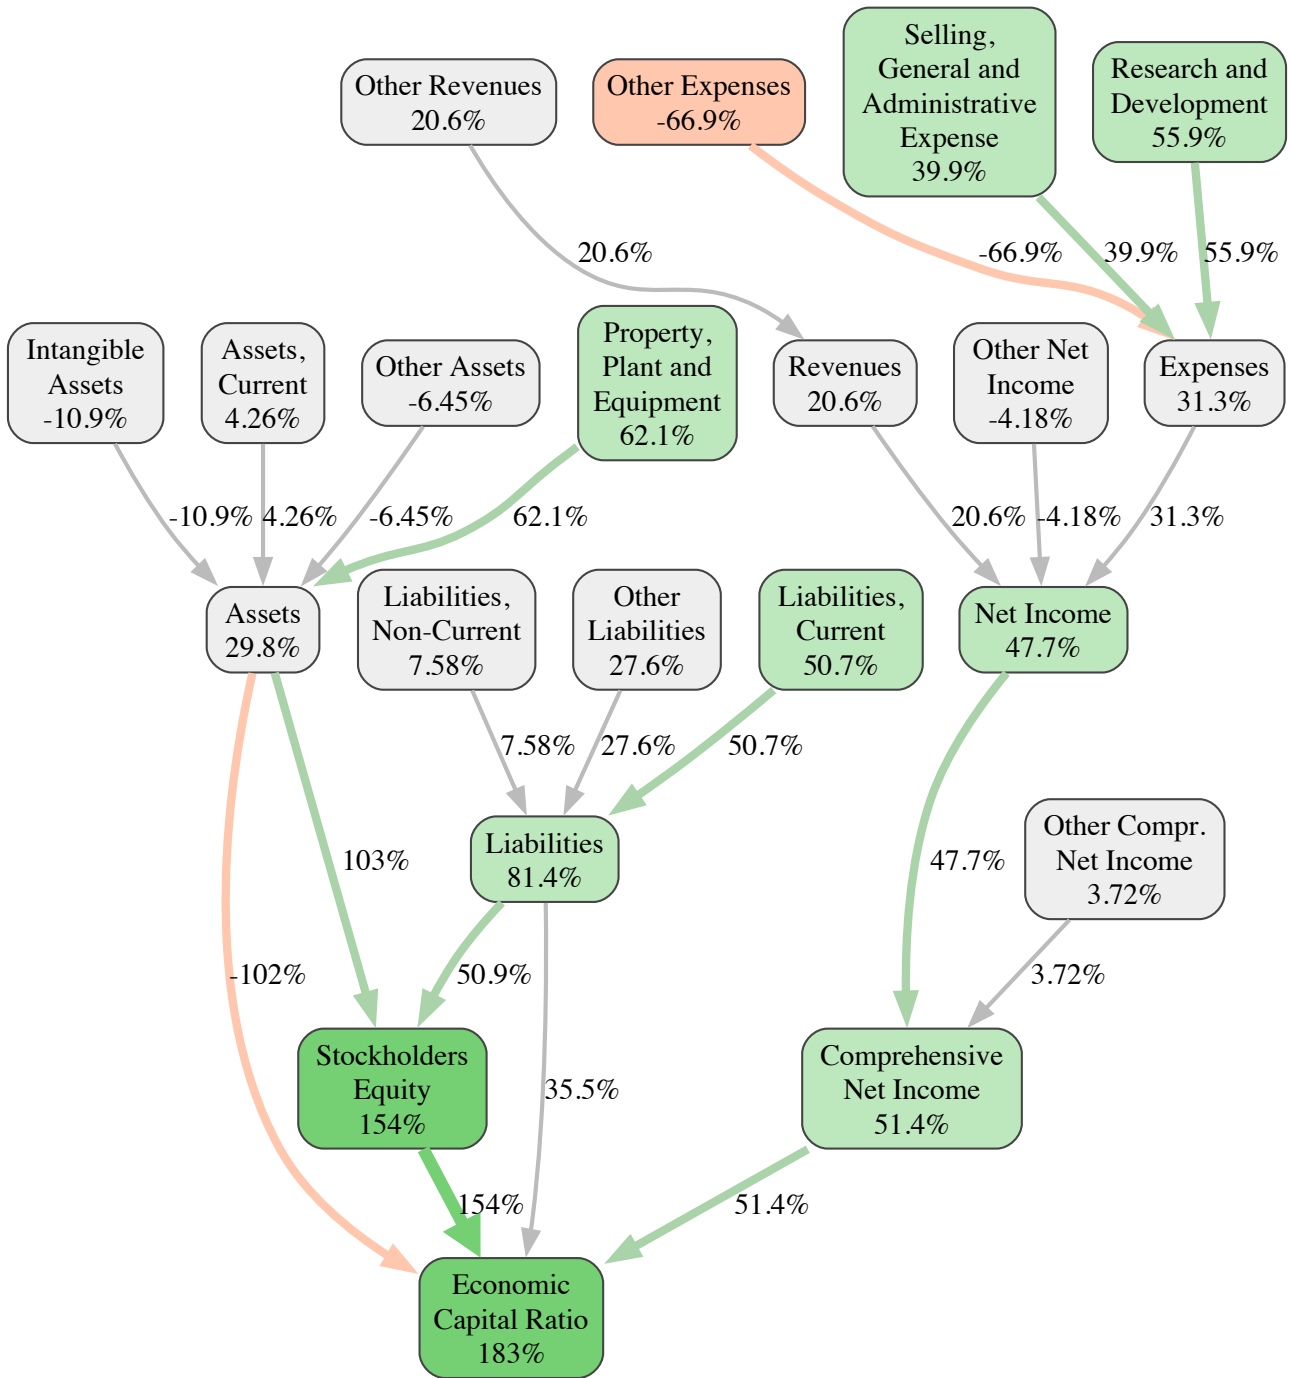 Other Revenues
20.6%
Other Expenses
-66.9%
Selling,
General and
Administrative
Expense
39.9%
Research and
Development
55.9%
20.6%
-66.9%
39.9%
55.9%
Intangible
Assets
-10.9%
Assets,
Current
4.26%
Other Assets
-6.45%
Property,
Plant and
Equipment
62.1%
Revenues
20.6%
Other Net
Income
-4.18%
Expenses
31.3%
-10.9%
4.26%
-6.45%
62.1%
20.6%
-4.18%
31.3%
Assets
29.8%
Liabilities,
Non-Current
7.58%
Other
Liabilities
27.6%
Liabilities,
Current
50.7%
Net Income
47.7%
7.58%
27.6%
50.7%
103%
Liabilities
81.4%
47.7%
Other Compr.
Net Income
3.72%
-102%
50.9%
3.72%
Stockholders
Equity
154%
35.5%
Comprehensive
Net Income
51.4%
154%
51.4%
Economic
Capital Ratio
183%